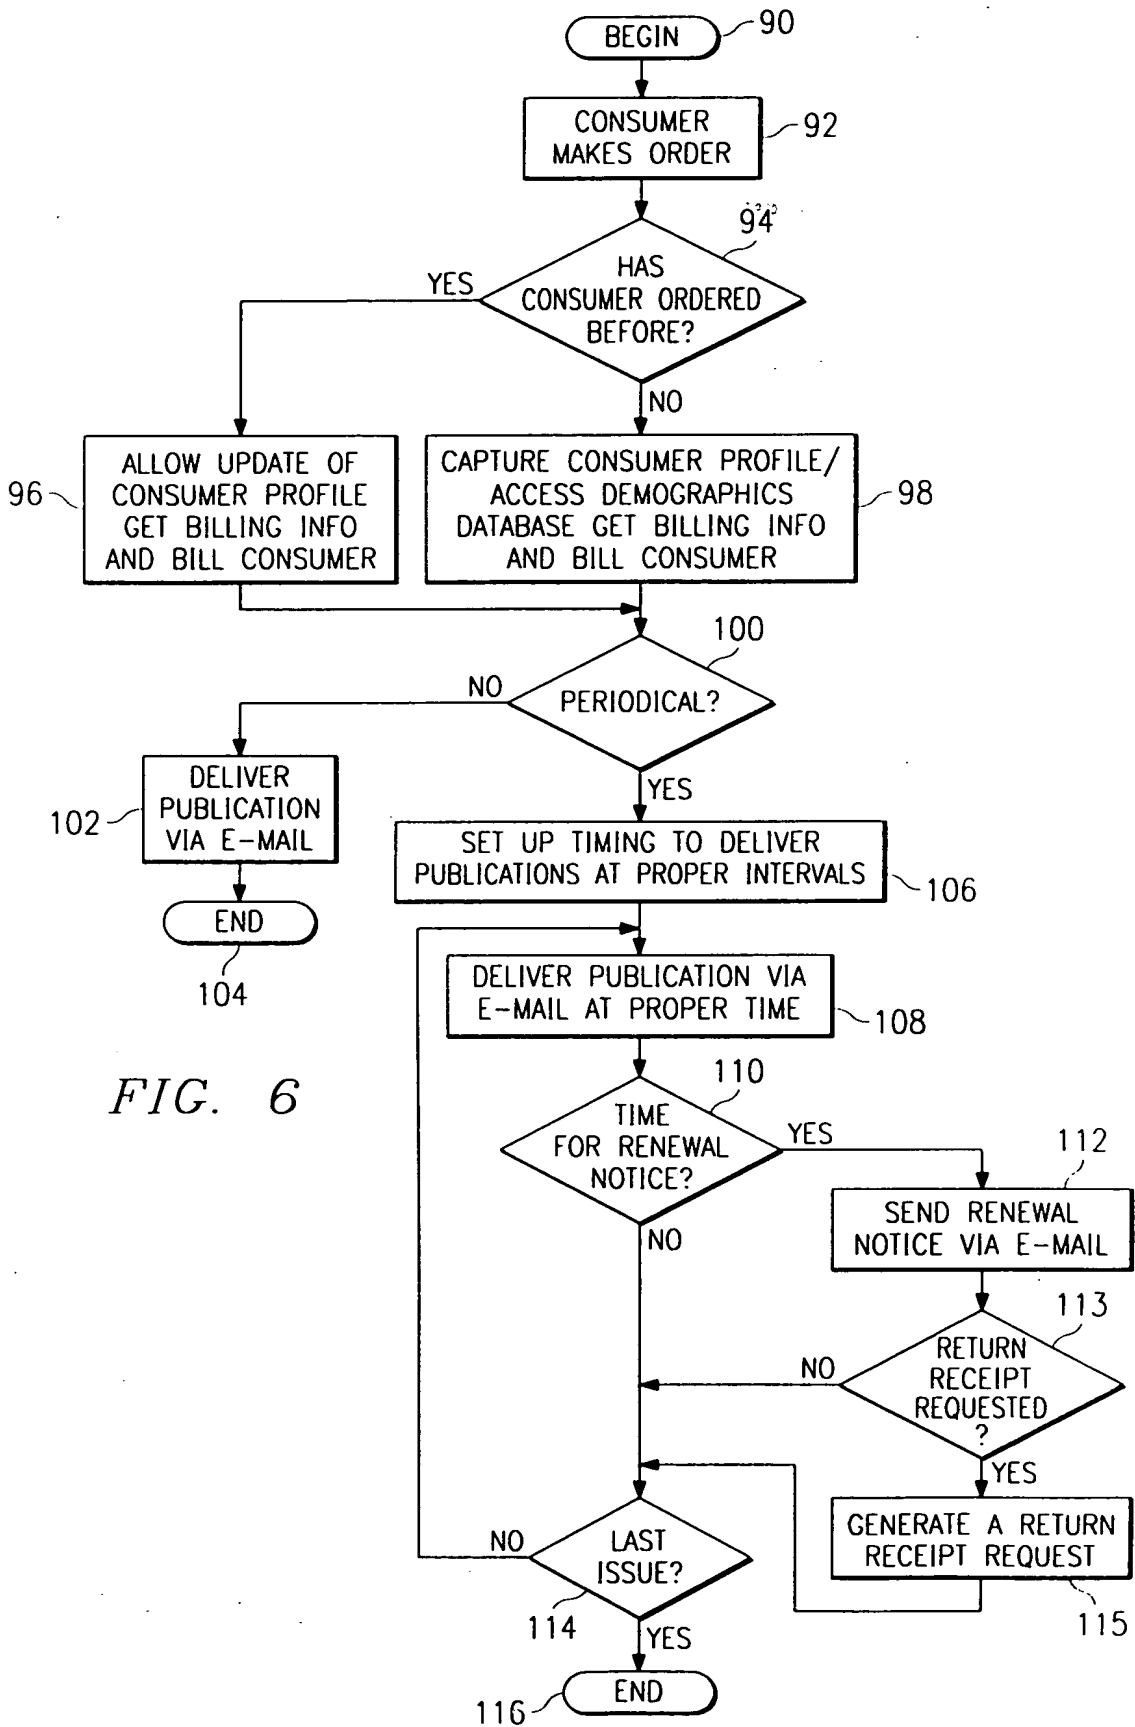 BEGIN
90
CONSUMER
MAKES ORDER
92
94
HAS
CONSUMER ORDERED
BEFORE?
YES
NO
96
ALLOW UPDATE OF
CONSUMER PROFILE
GET BILLING INFO
AND BILL CONSUMER
CAPTURE CONSUMER PROFILE/
ACCESS DEMOGRAPHICS
DATABASE GET BILLING INFO
AND BILL CONSUMER
98
100
PERIODICAL?
NO
YES
102
DELIVER
PUBLICATION
VIA E-MAIL
END
104
SET UP TIMING TO DELIVER
PUBLICATIONS AT PROPER INTERVALS
106
DELIVER PUBLICATION VIA
E-MAIL AT PROPER TIME
108
FIG. 6
110
TIME
FOR RENEWAL
NOTICE?
YES
NO
112
SEND RENEWAL
NOTICE VIA E-MAIL
113
RETURN
RECEIPT
REQUESTED
?
NO
YES
GENERATE A RETURN
RECEIPT REQUEST
115
LAST
ISSUE?
NO
114
YES
END
116